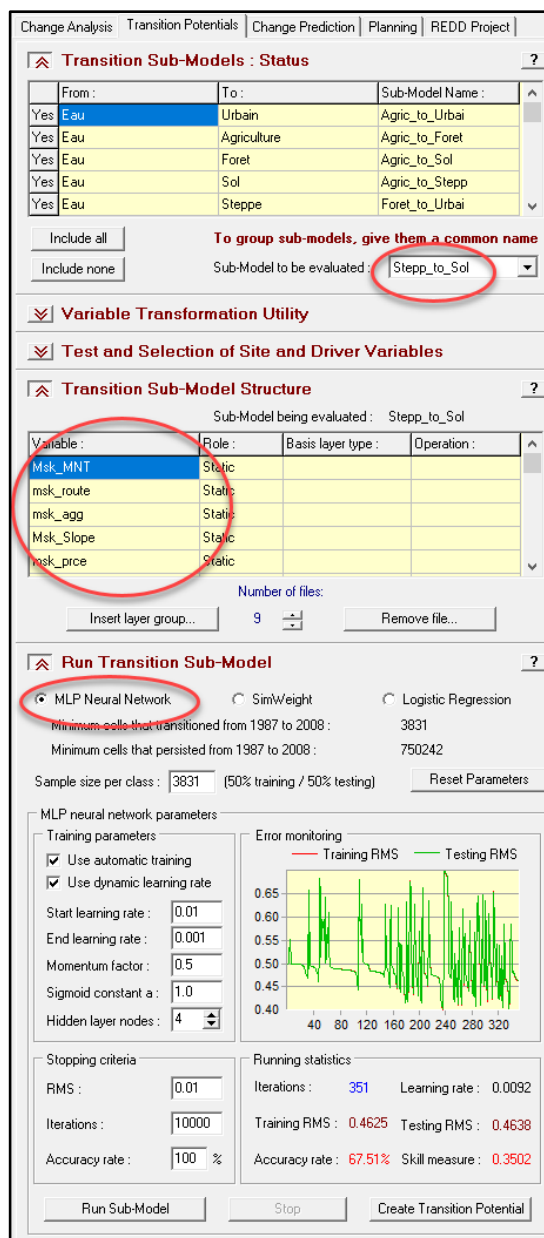 Change Analysis Transition Potentials Change Prediction Planning REDD Project
Transition Sub-Models : Status ?
From : To : Sub-Model Name :
Yes Eau Urbain Agric_to_Urbai
Yes Eau Agriculture Agric_to_Foret
Yes Eau Foret Agric_to_Sol
Yes Eau Sol Agric_to_Stepp
Yes Eau Steppe Foret_to_Urbai
Include all To group sub-models, give them a common name
Include none Sub-Model to be evaluated : Stepp_to_Sol
Variable Transformation Utility
Test and Selection of Site and Driver Variables
Transition Sub-Model Structure ?
Sub-Model being evaluated : Stepp_to_Sol
Variable : Role : Basis layer type : Operation :
Msk_MNT Static
msk_route Static
msk_agg Static
Msk_Slope Static
msk_prce Static
Number of files:
Insert layer group... 9 Remove file...
Run Transition Sub-Model ?
MLP Neural Network SimWeight Logistic Regression
Minimum cells that transitioned from 1987 to 2008 : 3831
Minimum cells that persisted from 1987 to 2008 : 750242
Sample size per class : 3831 (50% training / 50% testing) Reset Parameters
MLP neural network parameters
Training parameters
Use automatic training
Use dynamic learning rate
Start learning rate : 0.01
End learning rate : 0.001
Momentum factor : 0.5
Sigmoid constant a : 1.0
Hidden layer nodes : 4
Error monitoring
Training RMS Testing RMS
0.65
0.60
0.55
0.50
0.45
0.40
40 80 120 160 200 240 280 320
Stopping criteria
RMS : 0.01
Iterations : 10000
Accuracy rate : 100 %
Running statistics
Iterations : 351 Learning rate : 0.0092
Training RMS : 0.4625 Testing RMS : 0.4638
Accuracy rate : 67.51% Skill measure : 0.3502
Run Sub-Model Stop Create Transition Potential